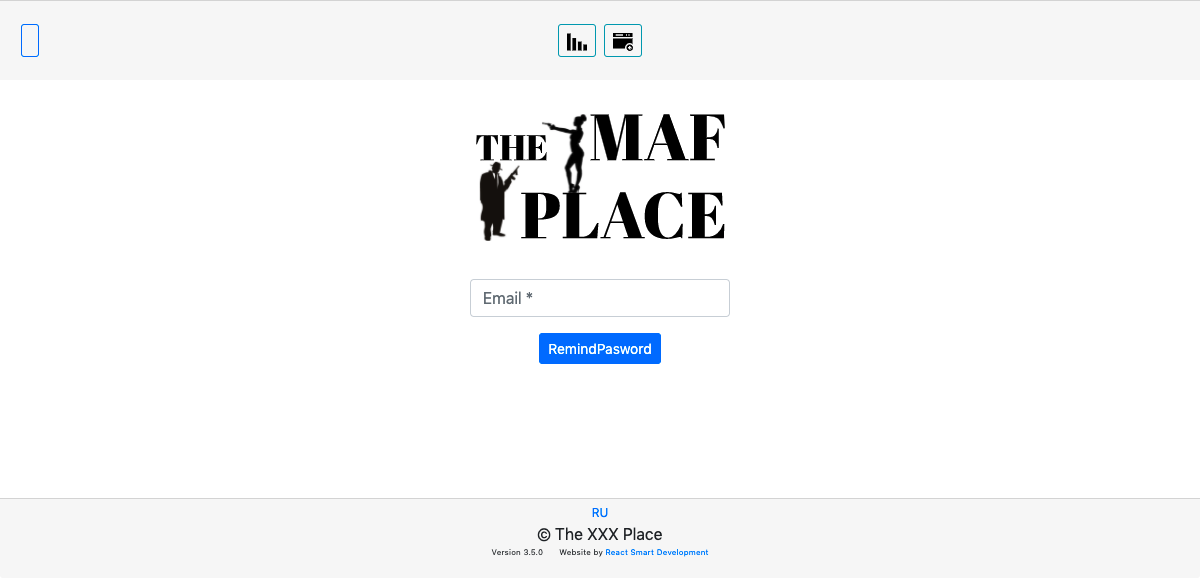 THE MAF
PLACE
Email *
RemindPasword
RU
© The XXX Place
Version 3.5.0 Website by React Smart Development